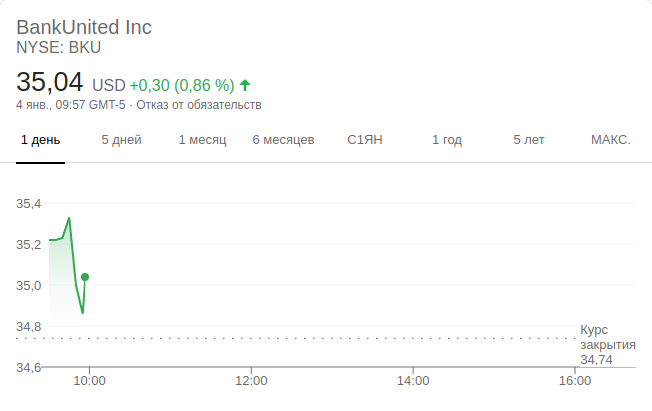 BankUnited Inc
NYSE: BKU
35,04 USD +0,30 (0,86 %)
4 янв., 09:57 GMT-5 · Отказ от обязательств
1 день 5 дней 1 месяц 6 месяцев С1ЯН 1 год 5 лет МАКС.
35,4
35,2
35,0
34,8
34,6
Курс
закрытия
34,74
10:00 12:00 14:00 16:00